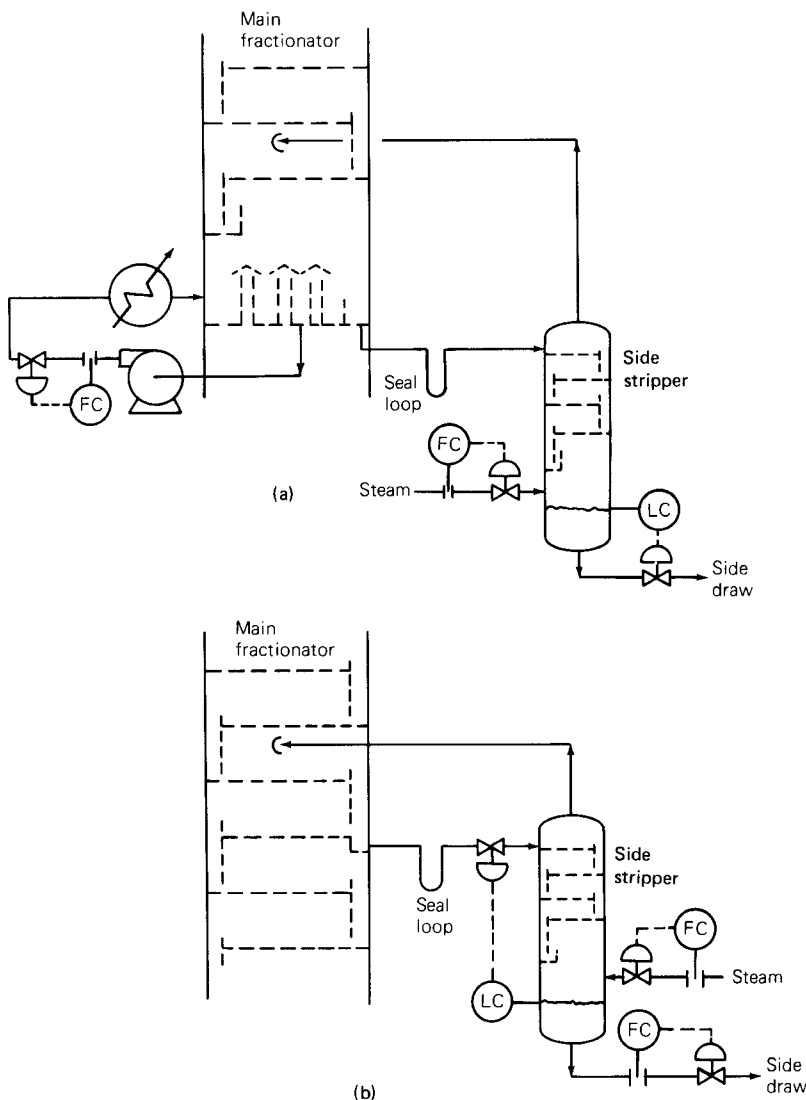 Main
fractionator
Side
stripper
Seal
loop
FC
FC
Steam
(a)
LC
Side
draw
Main
fractionator
Side
stripper
Seal
loop
FC
Steam
LC
FC
Side
draw
(b)